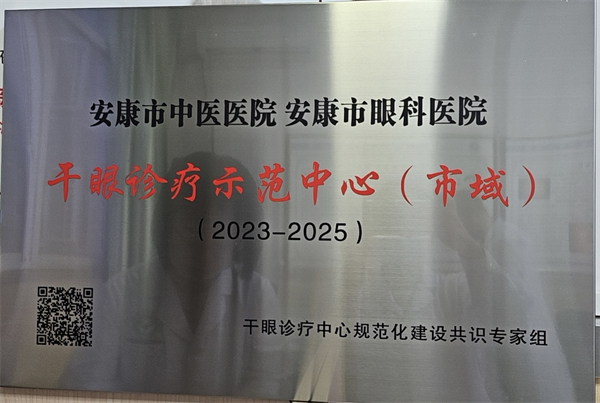 安康市中医医院 安康市眼科医院
干眼诊疗示范中心（市域）
（2023-2025）
干眼诊疗中心规范化建设共识专家组